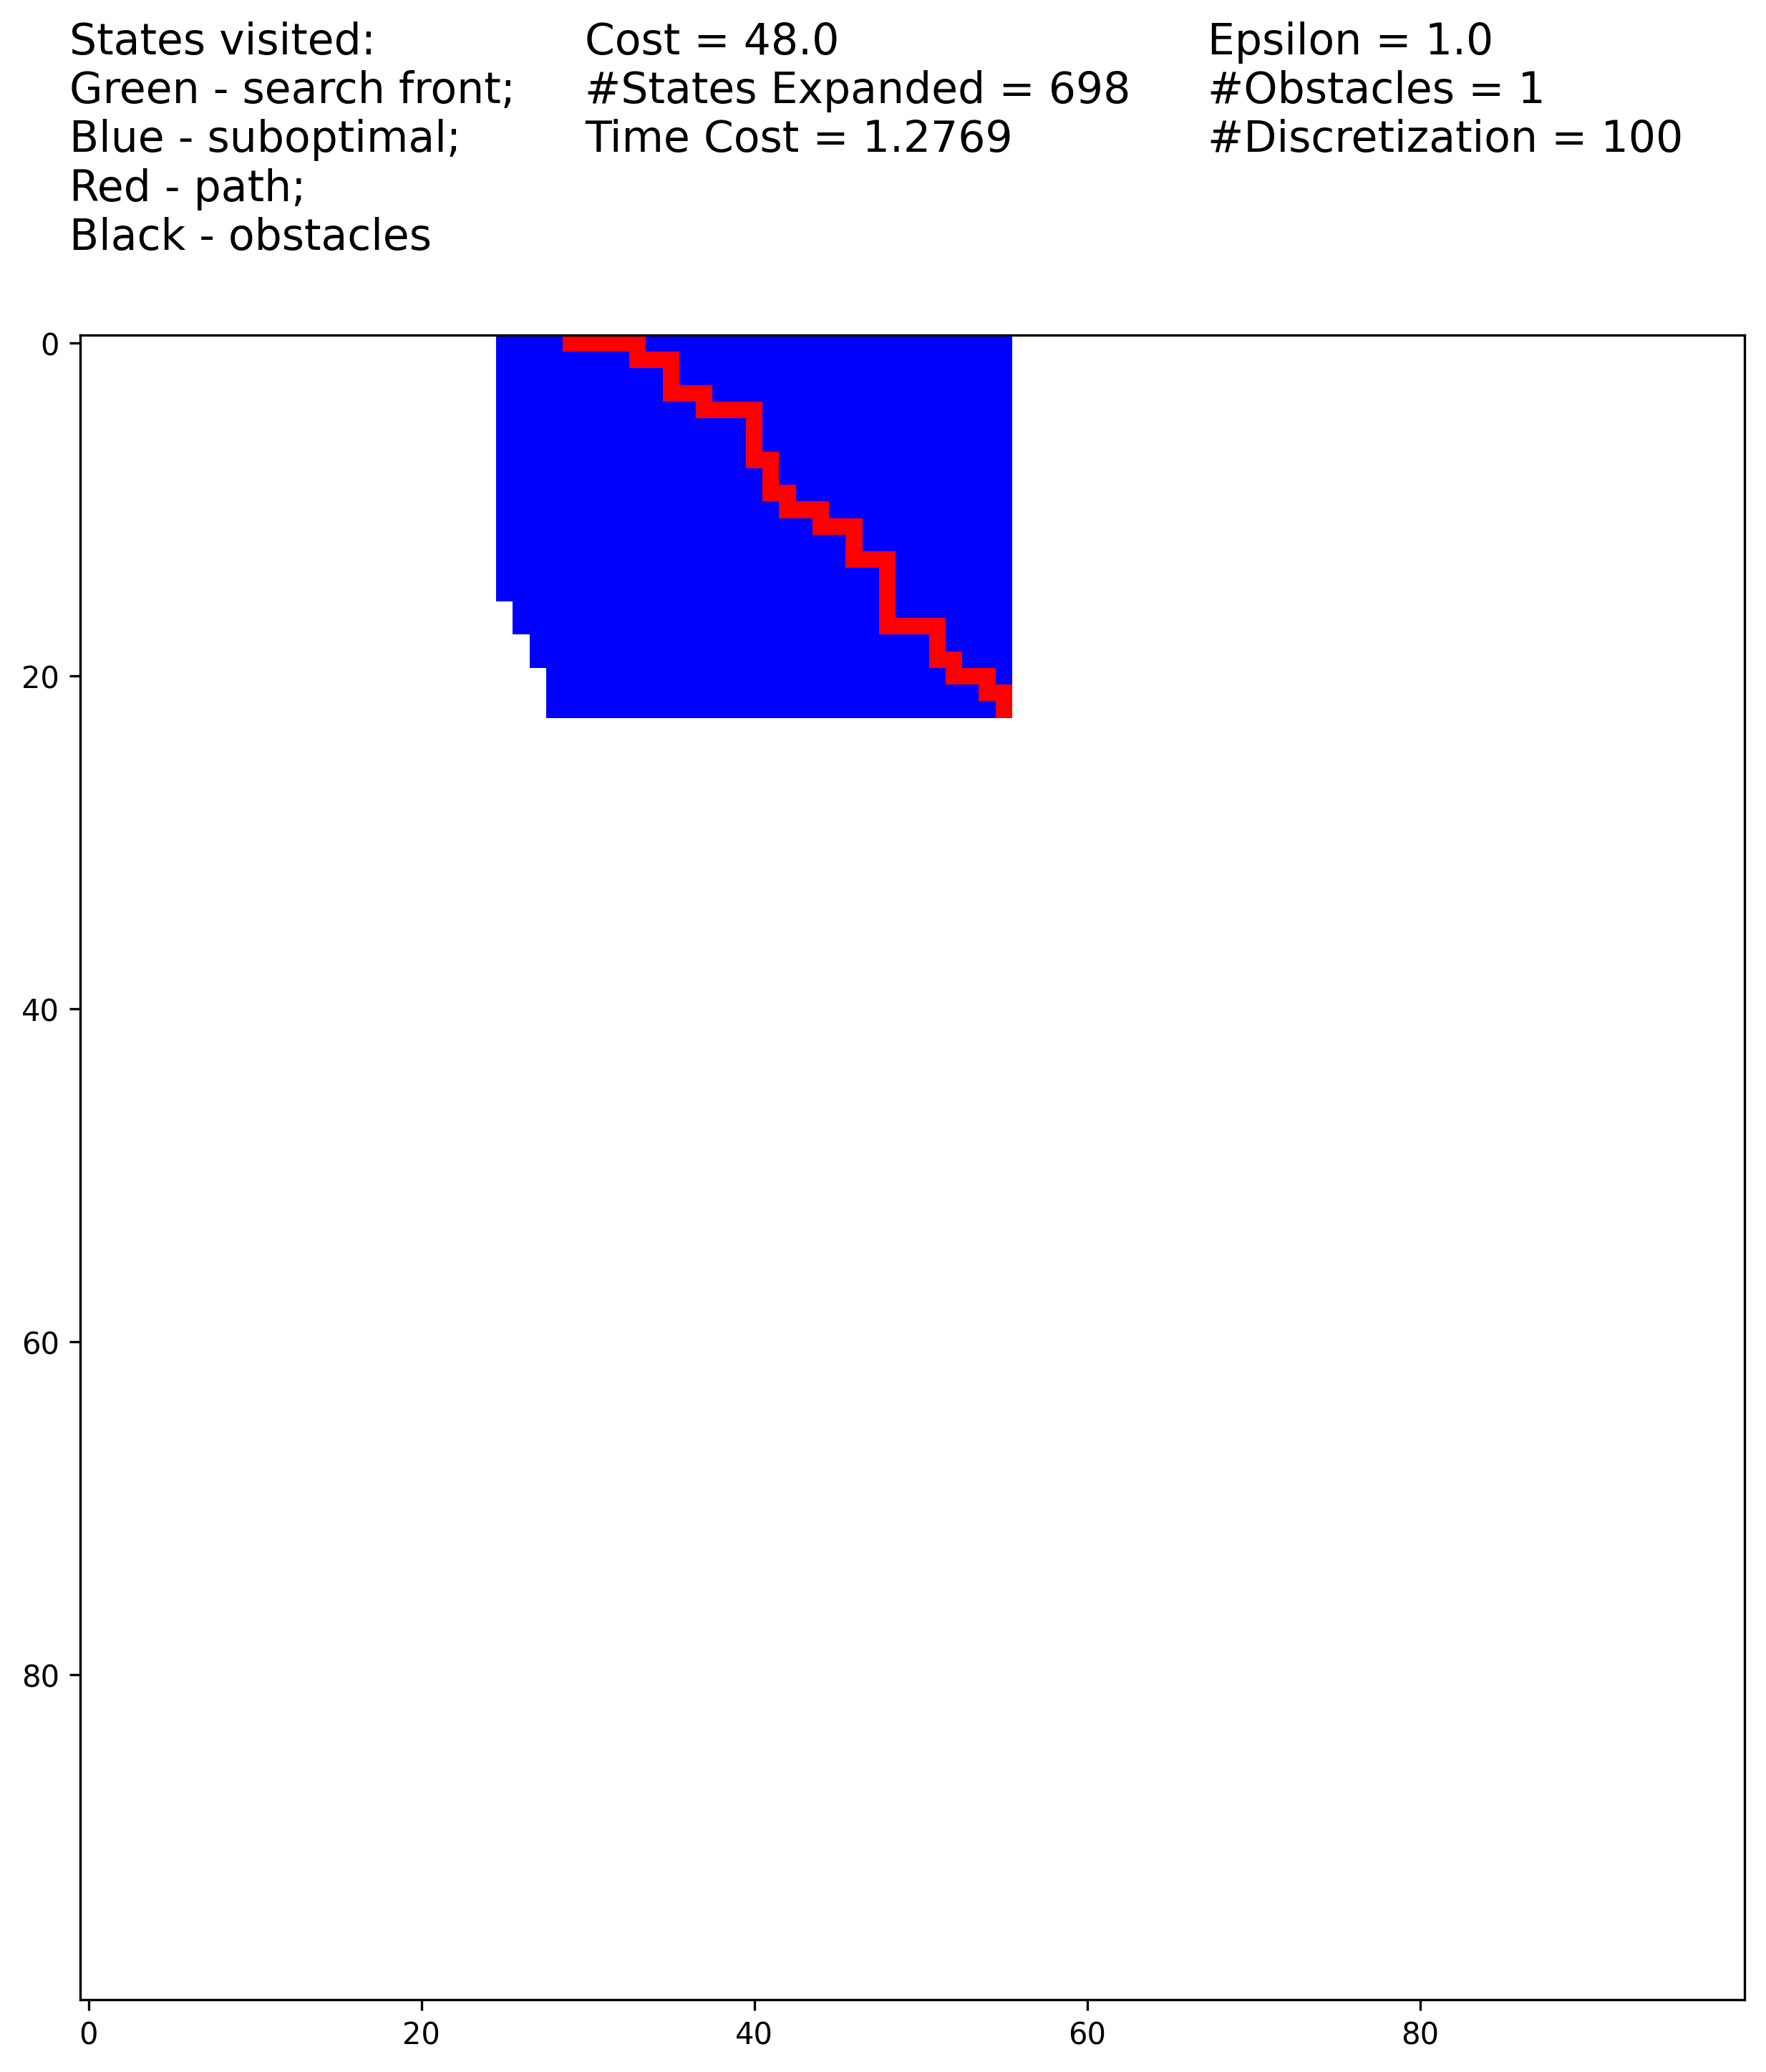 States visited:
Green - search front;
Blue - suboptimal;
Red - path;
Black - obstacles
Cost = 48.0
#States Expanded = 698
Time Cost = 1.2769
Epsilon = 1.0
#Obstacles = 1
#Discretization = 100
0
20
40
60
80
0
20
40
60
80